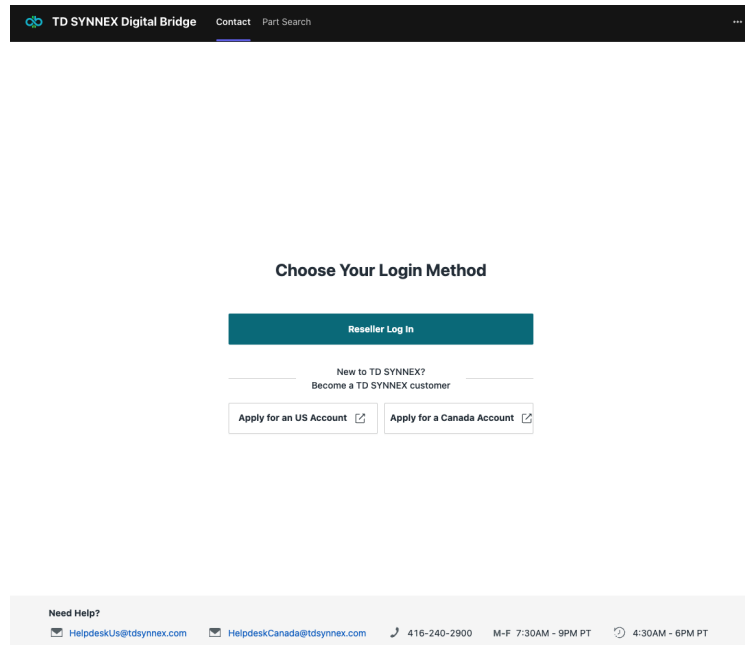 TD SYNNEX Digital Bridge Contact Part Search ...
Choose Your Login Method
Reseller Log In
New to TD SYNNEX?
Become a TD SYNNEX customer
Apply for an US Account Apply for a Canada Account
Need Help?
HelpdeskUs@tdsynnex.com HelpdeskCanada@tdsynnex.com 416-240-2900 M-F 7:30AM - 9PM PT 4:30AM - 6PM PT